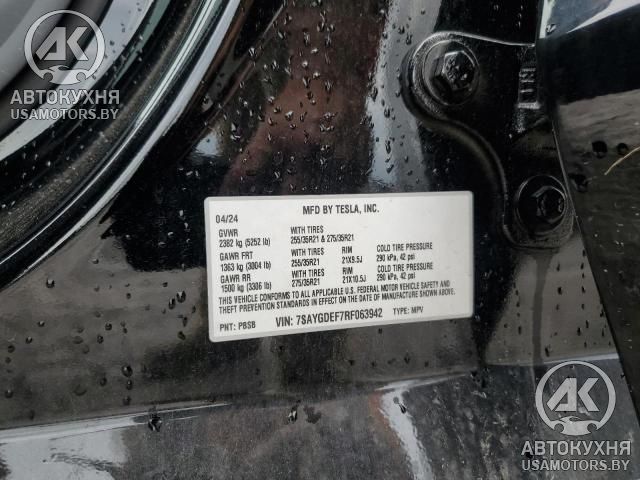 AK
АВТОКУХНЯ
USAMOTORS.BY
MFD BY TESLA, INC.
04/24
GVWR WITH TIRES
2382 kg (5252 lb) 255/35R21 & 275/35R21
GAWR FRT WITH TIRES RIM COLD TIRE PRESSURE
1363 kg (3004 lb) 255/35R21 21X9.5J 290 kPa, 42 psi
GAWR RR WITH TIRES RIM COLD TIRE PRESSURE
1500 kg (3306 lb) 275/35R21 21X10.5J 290 kPa, 42 psi
THIS VEHICLE CONFORMS TO ALL APPLICABLE U.S. FEDERAL MOTOR VEHICLE SAFETY AND
THEFT PREVENTION STANDARDS IN EFFECT ON THE DATE OF MANUFACTURE SHOWN ABOVE.
PNT: PBSB VIN: 7SAYGDEF7RF063942 TYPE: MPV
AK
АВТОКУХНЯ
USAMOTORS.BY